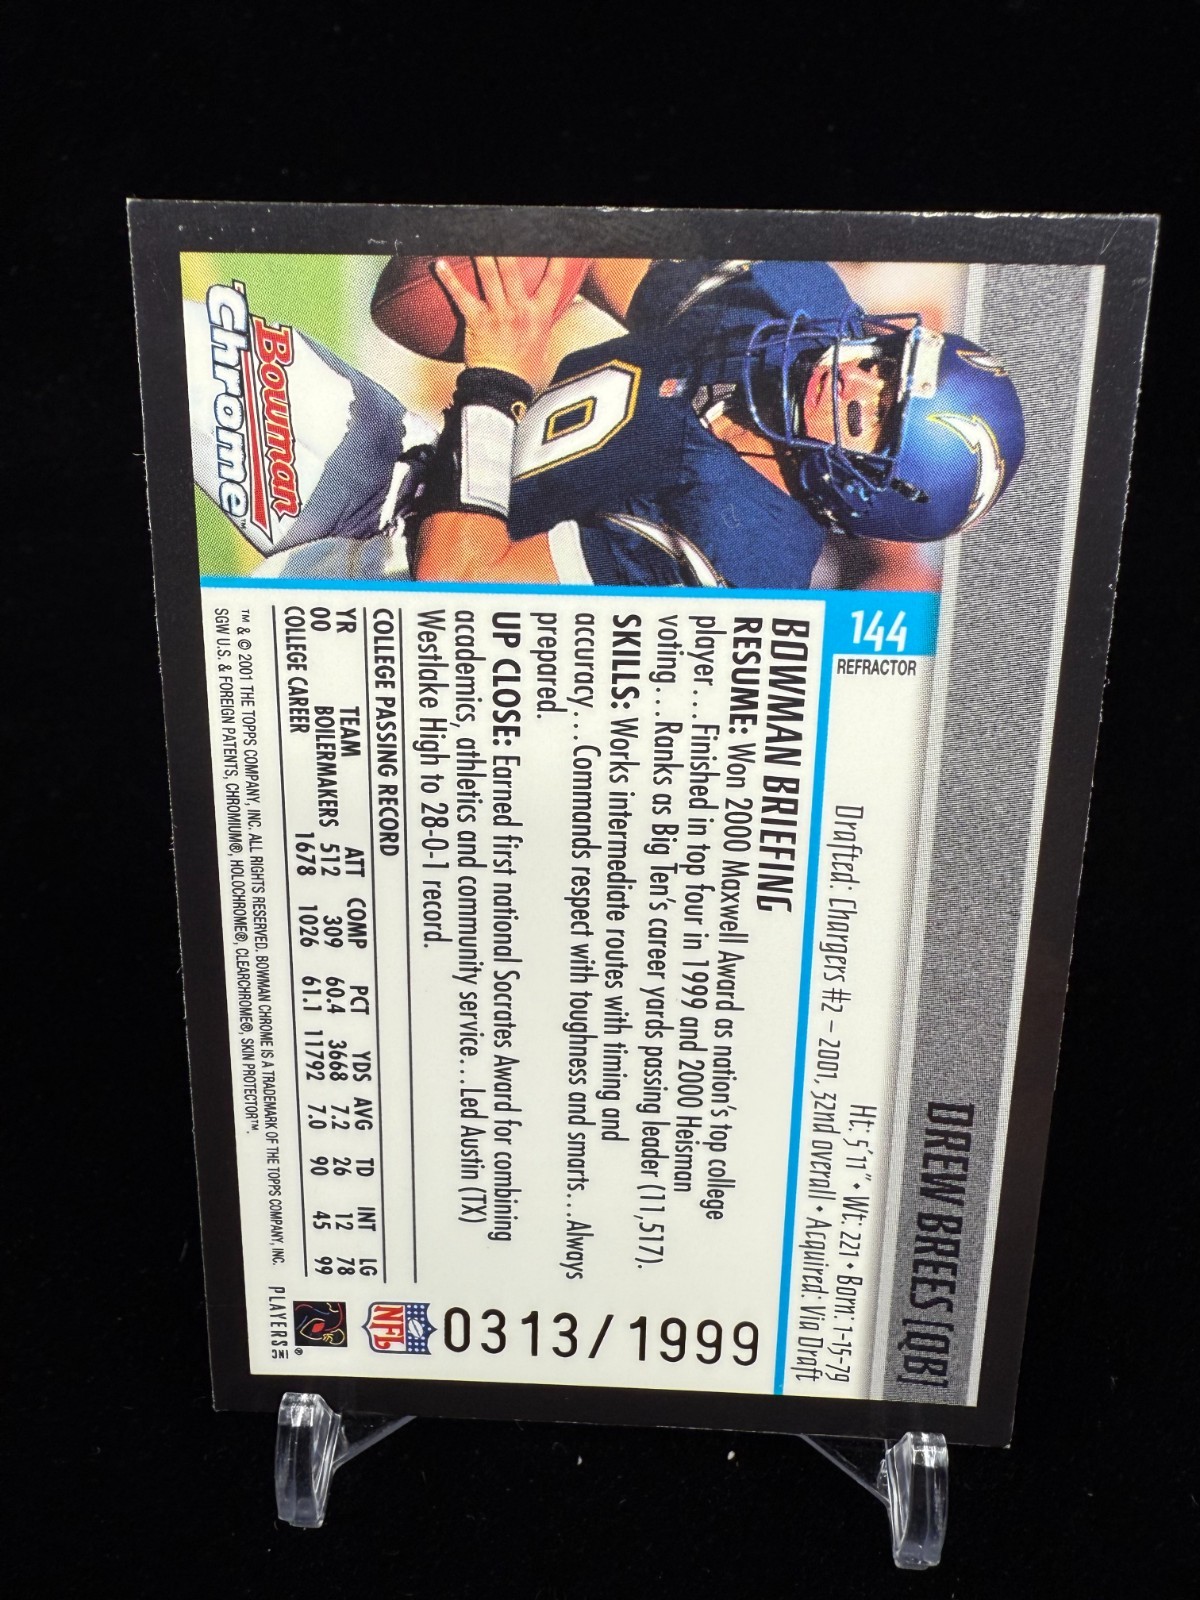 DREW BREES [QB]
Ht: 5'11" • Wt: 221 • Born: 1-15-79
Drafted: Chargers #2 – 2001, 32nd overall • Acquired: Via Draft
144
REFRACTOR
BOWMAN BRIEFING
RESUME: Won 2000 Maxwell Award as nation's top college
player...Finished in top four in 1999 and 2000 Heisman
voting...Ranks as Big Ten's career yards passing leader (11,517).
SKILLS: Works intermediate routes with timing and
accuracy...Commands respect with toughness and smarts...Always
prepared.
UP CLOSE: Earned first national Socrates Award for combining
academics, athletics and community service...Led Austin (TX)
Westlake High to 28-0-1 record.
0313/1999
COLLEGE PASSING RECORD
YR TEAM ATT COMP PCT YDS AVG TD INT LG
00 BOILERMAKERS 512 309 60.4 3668 7.2 26 12 78
COLLEGE CAREER 1678 1026 61.1 11792 7.0 90 45 99
™ & © 2001 THE TOPPS COMPANY, INC. ALL RIGHTS RESERVED. BOWMAN CHROME IS A TRADEMARK OF THE TOPPS COMPANY, INC.
SGW U.S. & FOREIGN PATENTS, CHROMIUM®, HOLOCHROME®, CLEARCHROME®, SKIN PROTECTOR™.
Bowman
Chrome™
NFL
PLAYERS INC
®